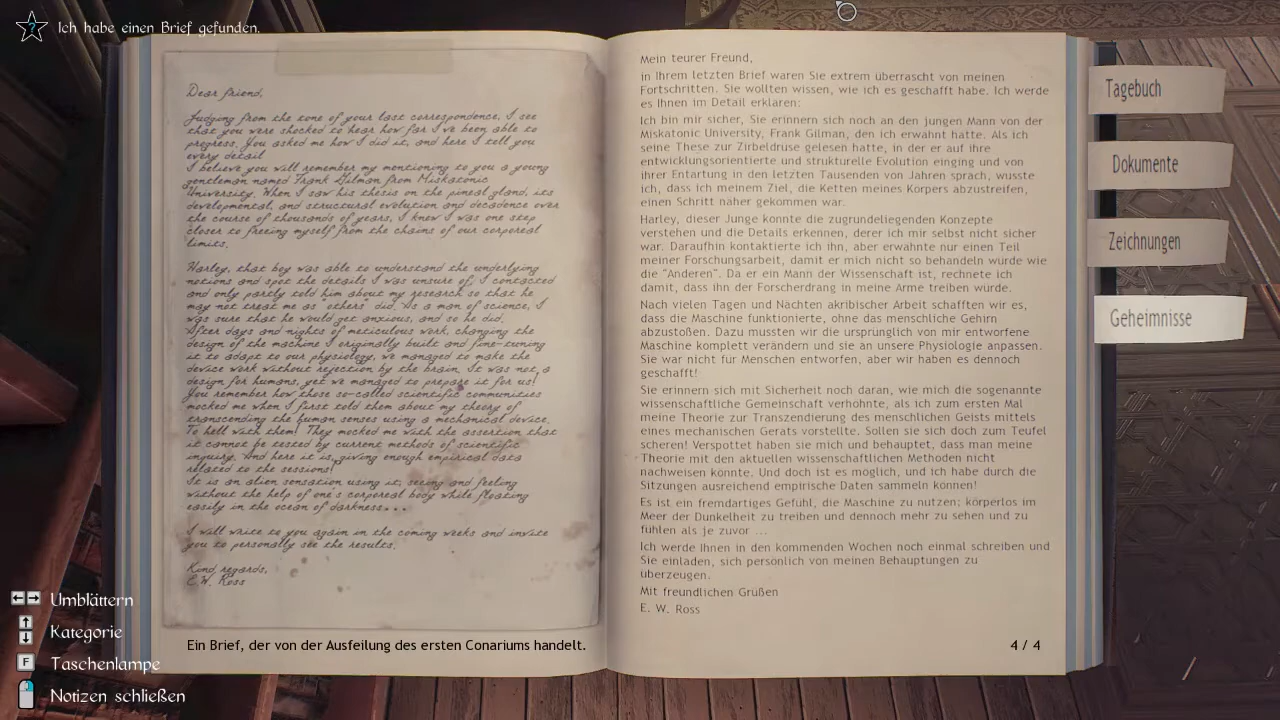 Ich habe einen Brief gefunden.
Dear friend,
Judging from the tone of your last correspondence, I see
that you were shocked to hear how far I've been able to
progress. You asked me how I did it, and here I tell you
every detail
I believe you will remember my mentioning to you a young
gentleman named Frank Gilman from Miskatonic
University. When I saw his thesis on the pineal gland, its
developmental, and structural evolution and decadence over
the course of thousands of years, I knew I was one step
closer to freeing myself from the chains of our corporeal
limits.
Harley, that boy was able to understand the underlying
notions and spot the details I was unsure of. I contacted
and only partly told him about my research so that he
may not treat me as "others" did. As a man of science, I
was sure that he would get anxious, and so he did.
After days and nights of meticulous work, changing the
design of the machine I originally built and fine-tuning
it to adapt to our physiology, we managed to make the
device work without rejection by the brain. It was not a
design for humans, yet we managed to prepare it for us!
You remember how those so-called scientific communities
mocked me when I first told them about my theory of
transcending the human senses using a mechanical device.
To hell with them! They mocked me with the assertion that
it cannot be tested by current methods of scientific
inquiry. And here it is, giving enough empirical data
related to the sessions!
It is an alien sensation using it; seeing and feeling
without the help of one's corporeal body while floating
easily in the ocean of darkness...
I will write to you again in the coming weeks and invite
you to personally see the results.
Kind regards,
E.W. Ross
Ein Brief, der von der Ausfeilung des ersten Conariums handelt.
Mein teurer Freund,
in Ihrem letzten Brief waren Sie extrem überrascht von meinen
Fortschritten. Sie wollten wissen, wie ich es geschafft habe. Ich werde
es Ihnen im Detail erklären:
Ich bin mir sicher, Sie erinnern sich noch an den jungen Mann von der
Miskatonic University, Frank Gilman, den ich erwähnt hatte. Als ich
seine These zur Zirbeldrüse gelesen hatte, in der er auf ihre
entwicklungsorientierte und strukturelle Evolution einging und von
ihrer Entartung in den letzten Tausenden von Jahren sprach, wusste
ich, dass ich meinem Ziel, die Ketten meines Körpers abzustreifen,
einen Schritt näher gekommen war.
Harley, dieser Junge konnte die zugrundeliegenden Konzepte
verstehen und die Details erkennen, derer ich mir selbst nicht sicher
war. Daraufhin kontaktierte ich ihn, aber erwähnte nur einen Teil
meiner Forschungsarbeit, damit er mich nicht so behandeln würde wie
die "Anderen". Da er ein Mann der Wissenschaft ist, rechnete ich
damit, dass ihn der Forscherdrang in meine Arme treiben würde.
Nach vielen Tagen und Nächten akribischer Arbeit schafften wir es,
dass die Maschine funktionierte, ohne das menschliche Gehirn
abzustoßen. Dazu mussten wir die ursprünglich von mir entworfene
Maschine komplett verändern und sie an unsere Physiologie anpassen.
Sie war nicht für Menschen entworfen, aber wir haben es dennoch
geschafft!
Sie erinnern sich mit Sicherheit noch daran, wie mich die sogenannte
wissenschaftliche Gemeinschaft verhöhnte, als ich zum ersten Mal
meine Theorie zur Transzendierung des menschlichen Geists mittels
eines mechanischen Geräts vorstellte. Sollen sie sich doch zum Teufel
scheren! Verspottet haben sie mich und behauptet, dass man meine
Theorie mit den aktuellen wissenschaftlichen Methoden nicht
nachweisen könnte. Und doch ist es möglich, und ich habe durch die
Sitzungen ausreichend empirische Daten sammeln können!
Es ist ein fremdartiges Gefühl, die Maschine zu nutzen; körperlos im
Meer der Dunkelheit zu treiben und dennoch mehr zu sehen und zu
fühlen als je zuvor ...
Ich werde Ihnen in den kommenden Wochen noch einmal schreiben und
Sie einladen, sich persönlich von meinen Behauptungen zu
überzeugen.
Mit freundlichen Grüßen
E. W. Ross
4 / 4
Tagebuch
Dokumente
Zeichnungen
Geheimnisse
Umblättern
Kategorie
F Taschenlampe
Notizen schließen